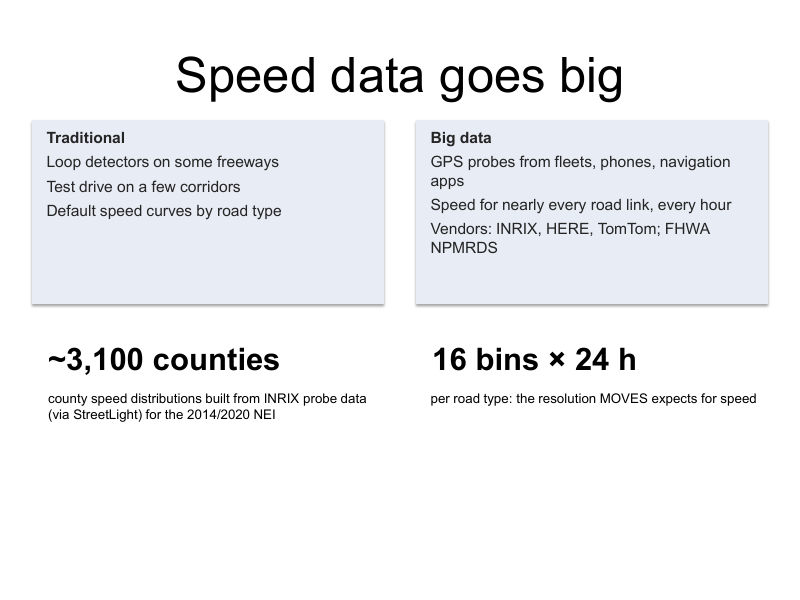 Speed data goes big
Traditional
Loop detectors on some freeways
Test drive on a few corridors
Default speed curves by road type
Big data
GPS probes from fleets, phones, navigation
apps
Speed for nearly every road link, every hour
Vendors: INRIX, HERE, TomTom; FHWA
NPMRDS
~3,100 counties
county speed distributions built from INRIX probe data
(via StreetLight) for the 2014/2020 NEI
16 bins × 24 h
per road type: the resolution MOVES expects for speed